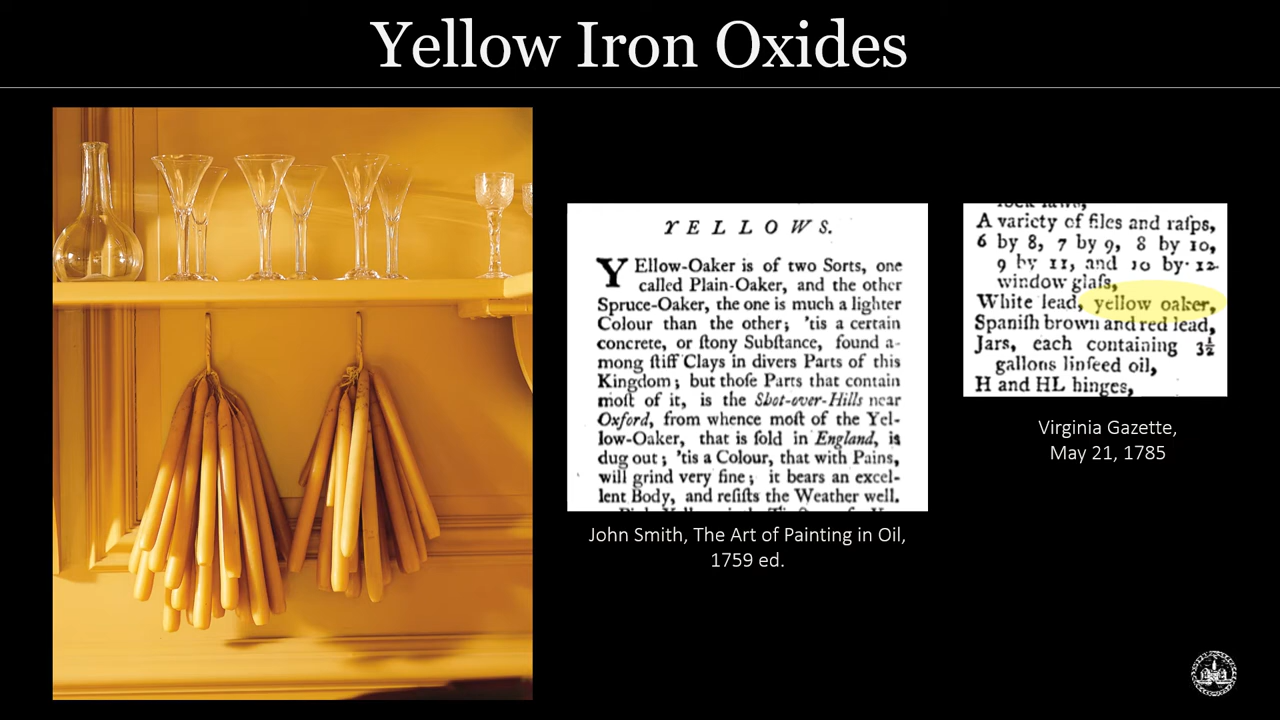 Yellow Iron Oxides
YELLOWS.
YEllow-Oaker is of two Sorts, one
called Plain-Oaker, and the other
Spruce-Oaker, the one is much a lighter
Colour than the other; 'tis a certain
concrete, or ſtony Subſtance, found a-
mong ſtiff Clays in divers Parts of this
Kingdom; but thoſe Parts that contain
moſt of it, is the Shot-over-Hills near
Oxford, from whence moſt of the Yel-
low-Oaker, that is ſold in England, is
dug out; 'tis a Colour, that with Pains,
will grind very fine; it bears an excel-
lent Body, and reſiſts the Weather well.
John Smith, The Art of Painting in Oil,
1759 ed.
A variety of files and raſps,
6 by 8, 7 by 9, 8 by 10,
9 by 11, and 10 by 12
window glaſs,
White lead, yellow oaker,
Spaniſh brown and red lead,
Jars, each containing 3½
gallons linſeed oil,
H and HL hinges,
Virginia Gazette,
May 21, 1785